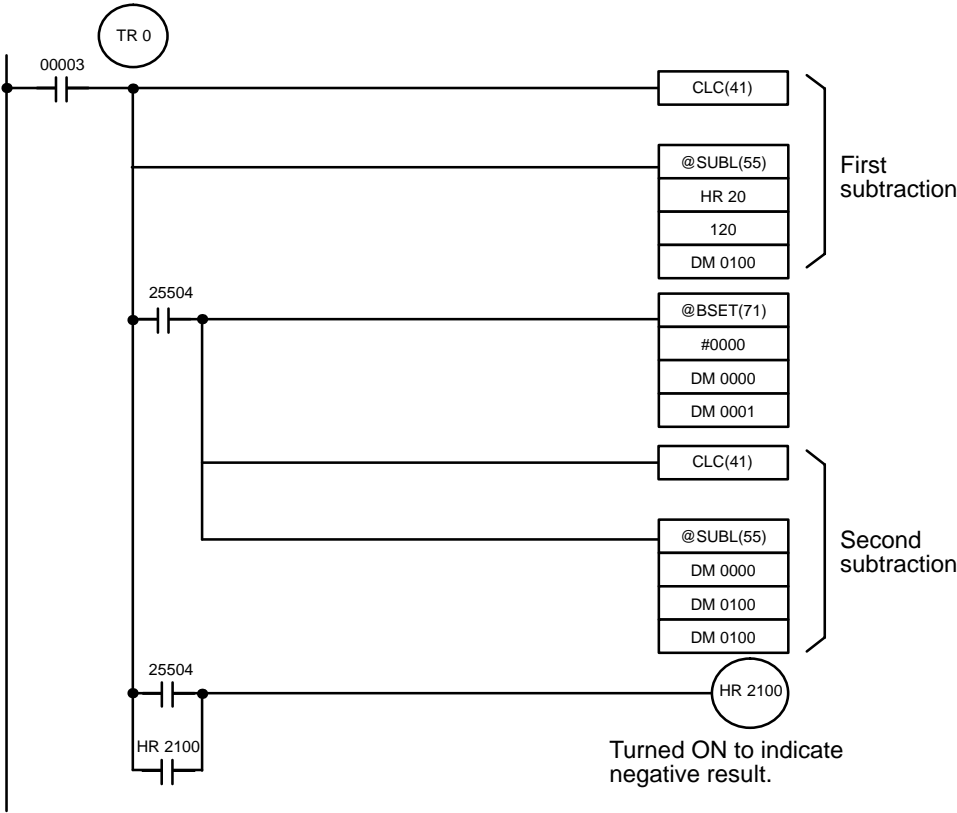 TR 0
00003
CLC(41)
@SUBL(55)
HR 20
120
DM 0100
First
subtraction
25504
@BSET(71)
#0000
DM 0000
DM 0001
CLC(41)
@SUBL(55)
DM 0000
DM 0100
DM 0100
Second
subtraction
25504
HR 2100
HR 2100
Turned ON to indicate
negative result.